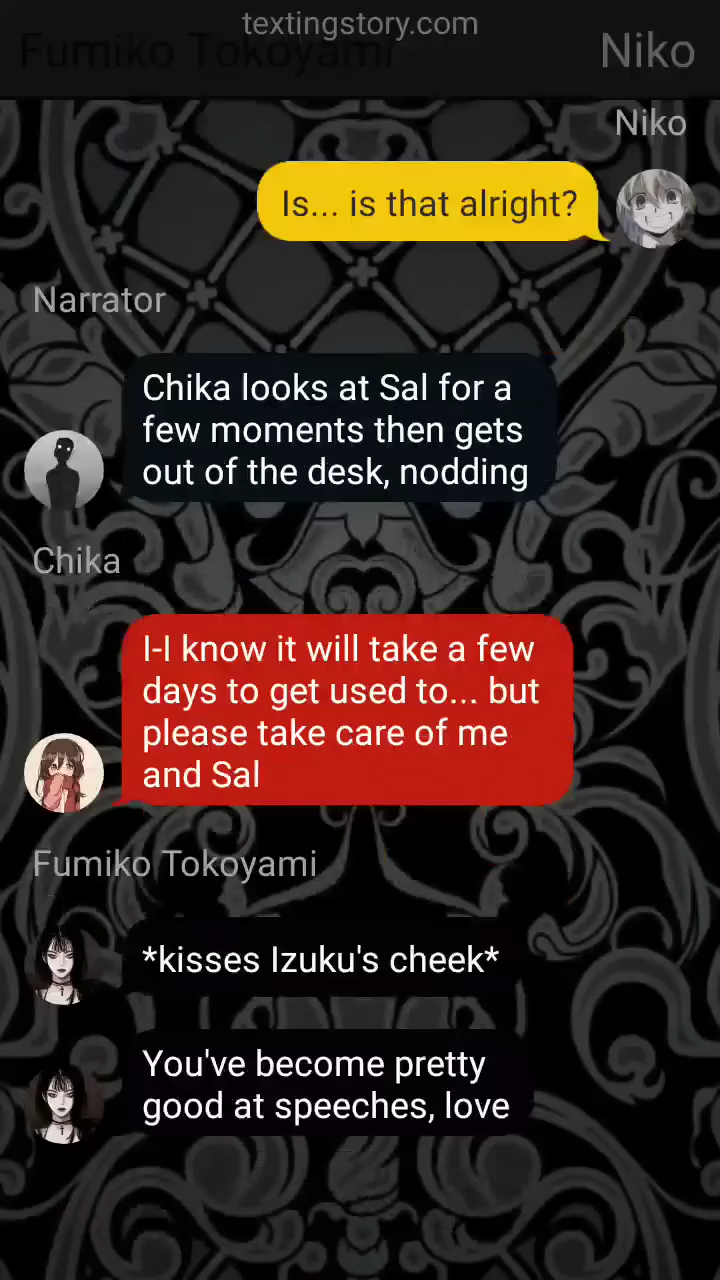 textingstory.com
Fumiko Tokoyami
Niko
Niko
Is... is that alright?
Narrator
Chika looks at Sal for a
few moments then gets
out of the desk, nodding
Chika
I-I know it will take a few
days to get used to... but
please take care of me
and Sal
Fumiko Tokoyami
*kisses Izuku's cheek*
You've become pretty
good at speeches, love